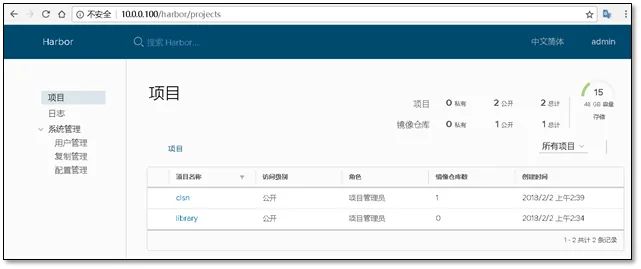 不安全 | 10.0.0.100/harbor/projects
Harbor 搜索 Harbor... 中文简体 admin
项目
日志
系统管理
用户管理
复制管理
配置管理
项目
项目 0 私有 2 公开 2 总计
镜像仓库 0 私有 1 公开 1 总计
15
48 GB 容量
存储
项目 所有项目
项目名称 访问级别 角色 镜像仓库数 创建时间
clsn 公开 项目管理员 1 2018/2/2 上午2:39
library 公开 项目管理员 0 2018/2/2 上午2:34
1 - 2 共计 2 条记录